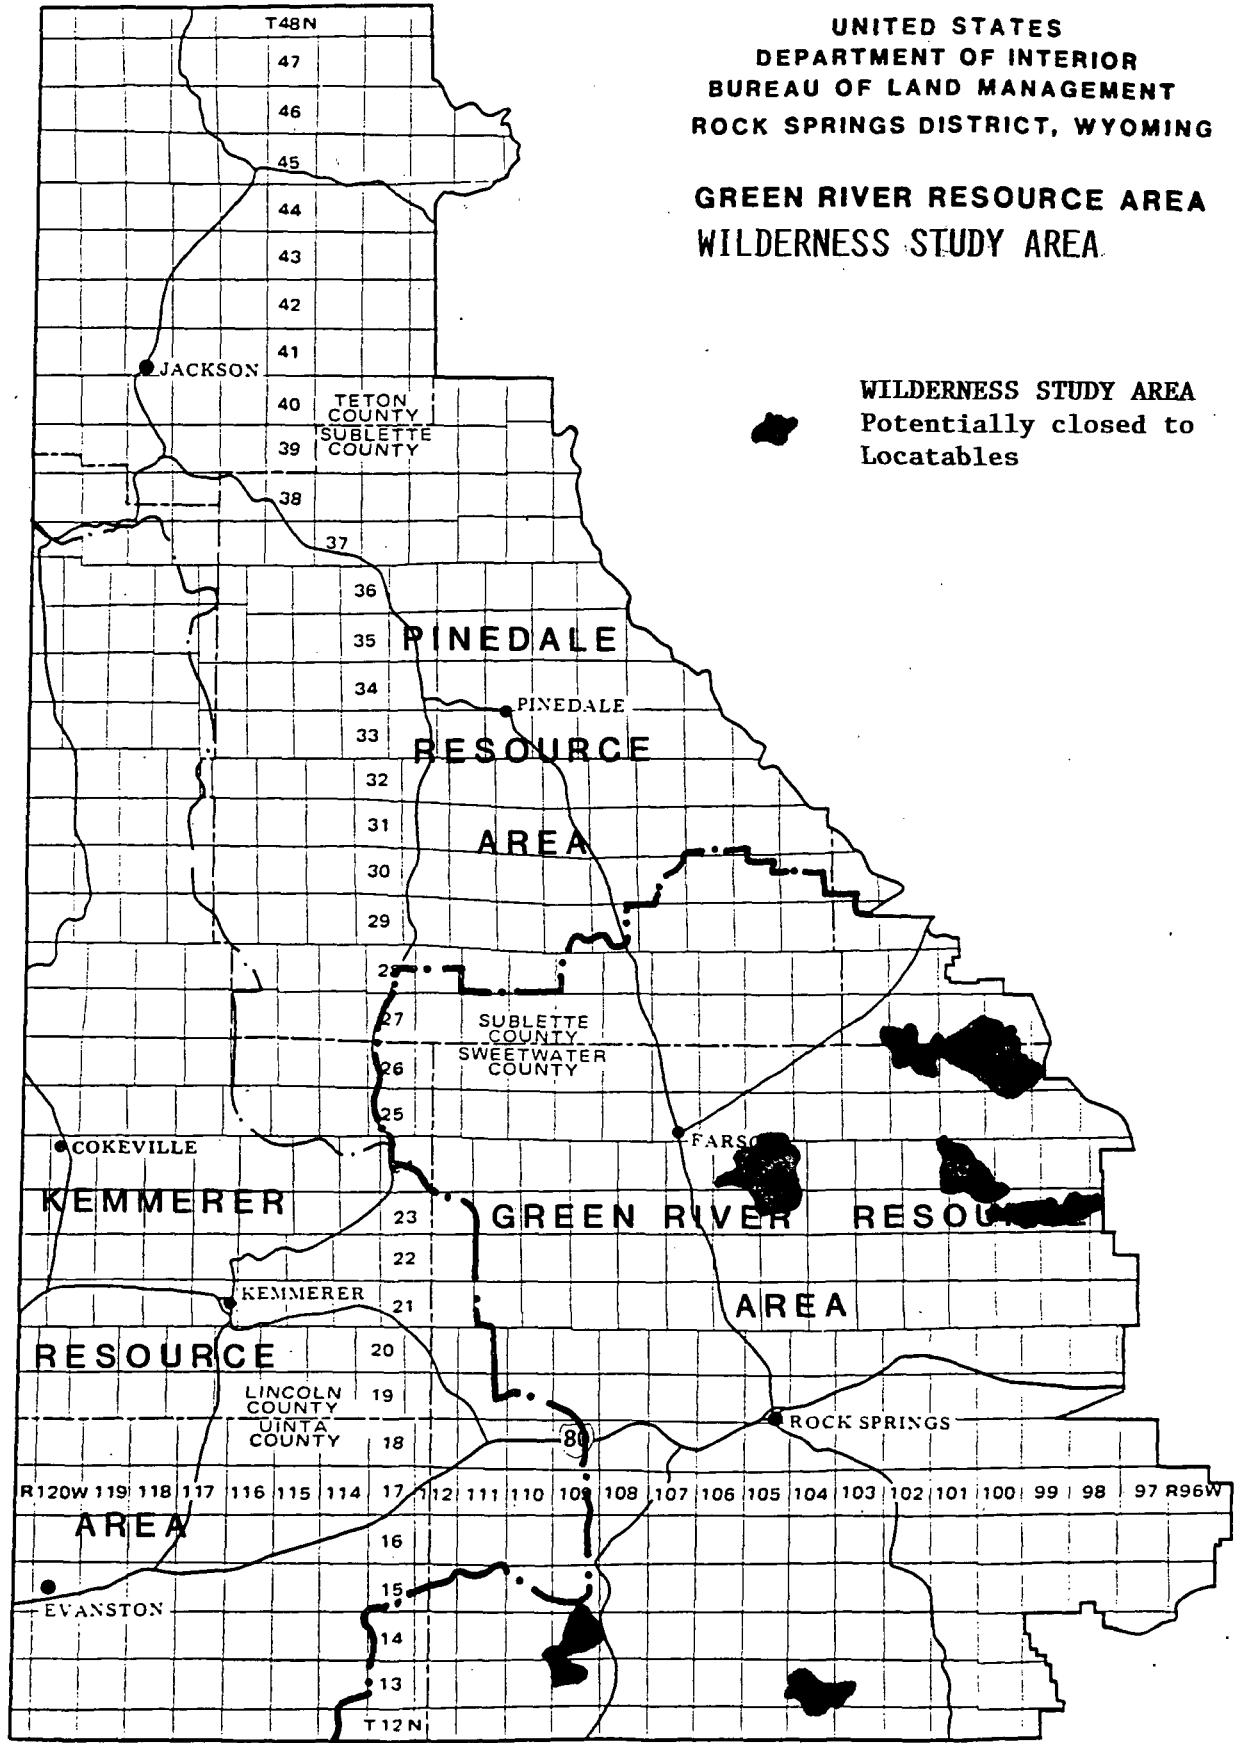 UNITED STATES
DEPARTMENT OF INTERIOR
BUREAU OF LAND MANAGEMENT
ROCK SPRINGS DISTRICT, WYOMING
GREEN RIVER RESOURCE AREA
WILDERNESS STUDY AREA
WILDERNESS STUDY AREA
Potentially closed to
Locatables
T48N
47
46
45
44
43
42
41
JACKSON
40
TETON
COUNTY
SUBLETTE
COUNTY
39
38
37
36
35
PINEDALE
34
PINEDALE
33
RESOURCE
32
31
AREA
30
29
28
27
SUBLETTE
COUNTY
SWEETWATER
COUNTY
26
25
COKEVILLE
KEMMERER
23
GREEN RIVER
22
KEMMERER
21
AREA
RESOURCE
20
LINCOLN
COUNTY
UINTA
COUNTY
19
ROCK SPRINGS
18
80
R120W 119 118 117 116 115 114 17 112 111 110 109 108 107 106 105 104 103 102 101 100 99 98 97 R96W
AREA
16
15
EVANSTON
14
13
T12N